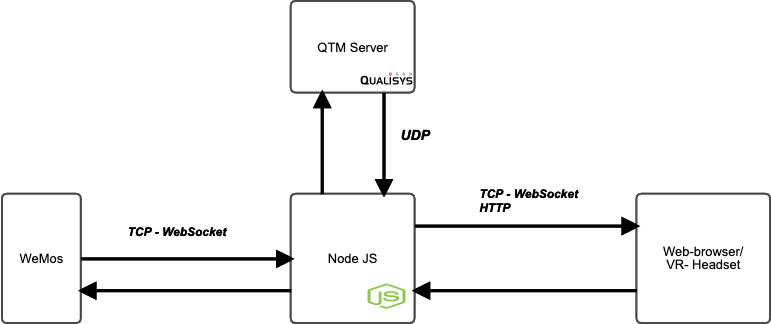 QTM Server
QUALISYS
UDP
TCP - WebSocket
HTTP
TCP - WebSocket
WeMos
Node JS
JS
Web-browser/
VR- Headset